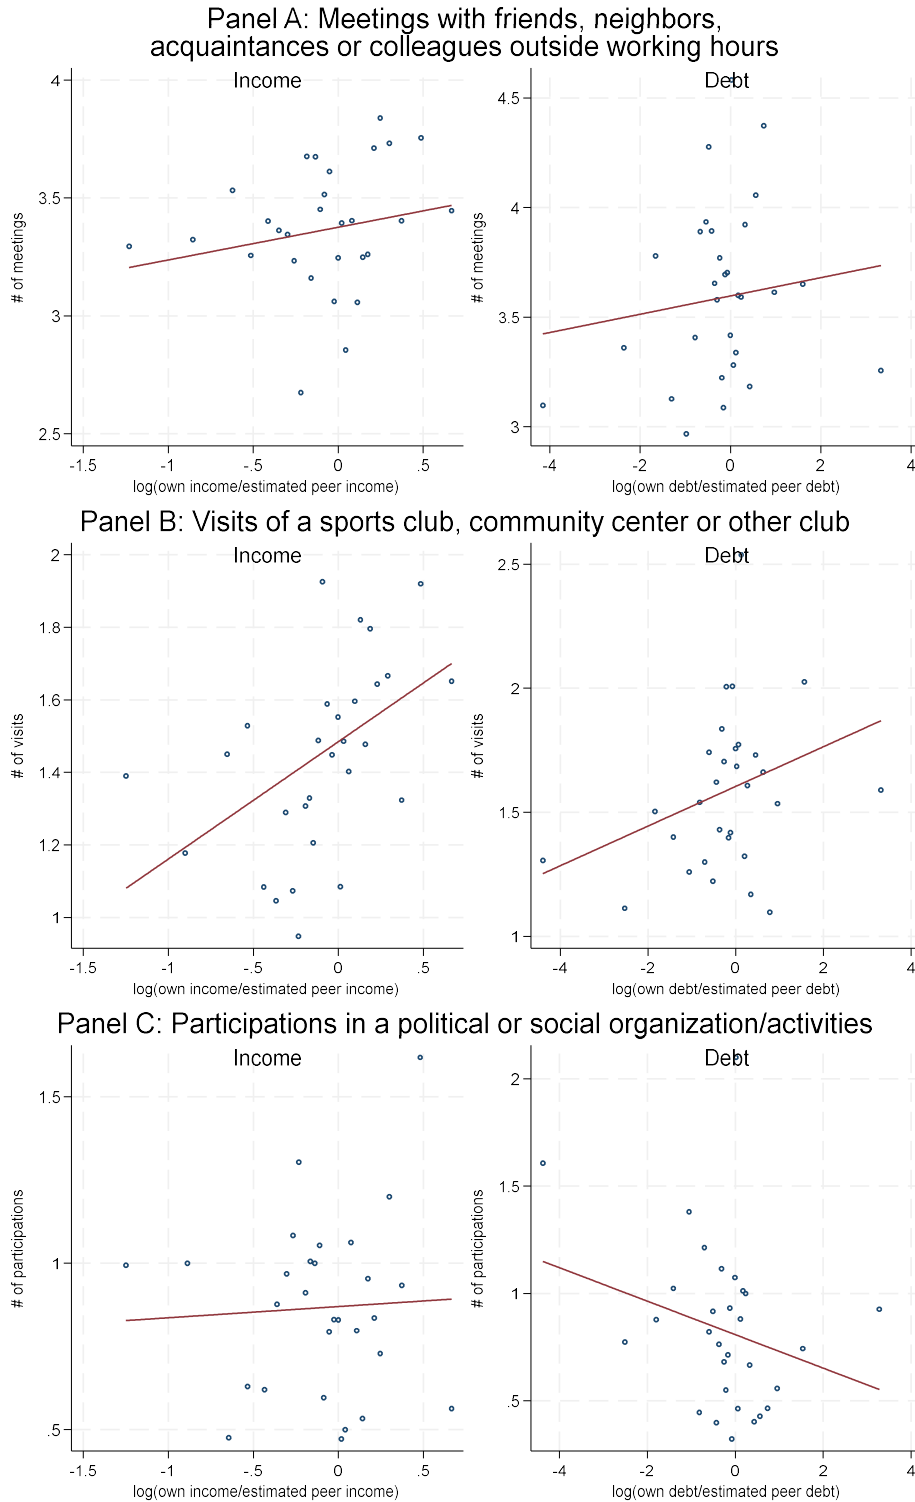 Panel A: Meetings with friends, neighbors,
acquaintances or colleagues outside working hours
Income
4
3.5
3
2.5
# of meetings
-1.5 -1 -.5 0 .5
log(own income/estimated peer income)
Debt
4.5
4
3.5
3
# of meetings
-4 -2 0 2 4
log(own debt/estimated peer debt)
Panel B: Visits of a sports club, community center or other club
Income
2
1.8
1.6
1.4
1.2
1
# of visits
-1.5 -1 -.5 0 .5
log(own income/estimated peer income)
Debt
2.5
2
1.5
1
# of visits
-4 -2 0 2 4
log(own debt/estimated peer debt)
Panel C: Participations in a political or social organization/activities
Income
1.5
1
.5
# of participations
-1.5 -1 -.5 0 .5
log(own income/estimated peer income)
Debt
2
1.5
1
.5
# of participations
-4 -2 0 2 4
log(own debt/estimated peer debt)